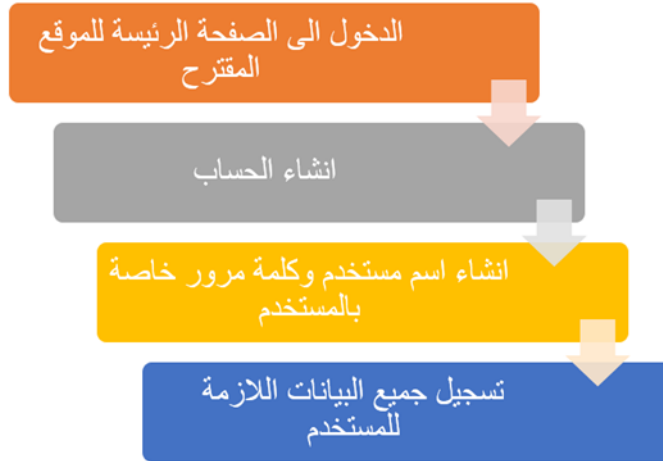 الدخول الى الصفحة الرئيسة للموقع
المقترح
انشاء الحساب
انشاء اسم مستخدم وكلمة مرور خاصة
بالمستخدم
تسجيل جميع البيانات اللازمة
للمستخدم